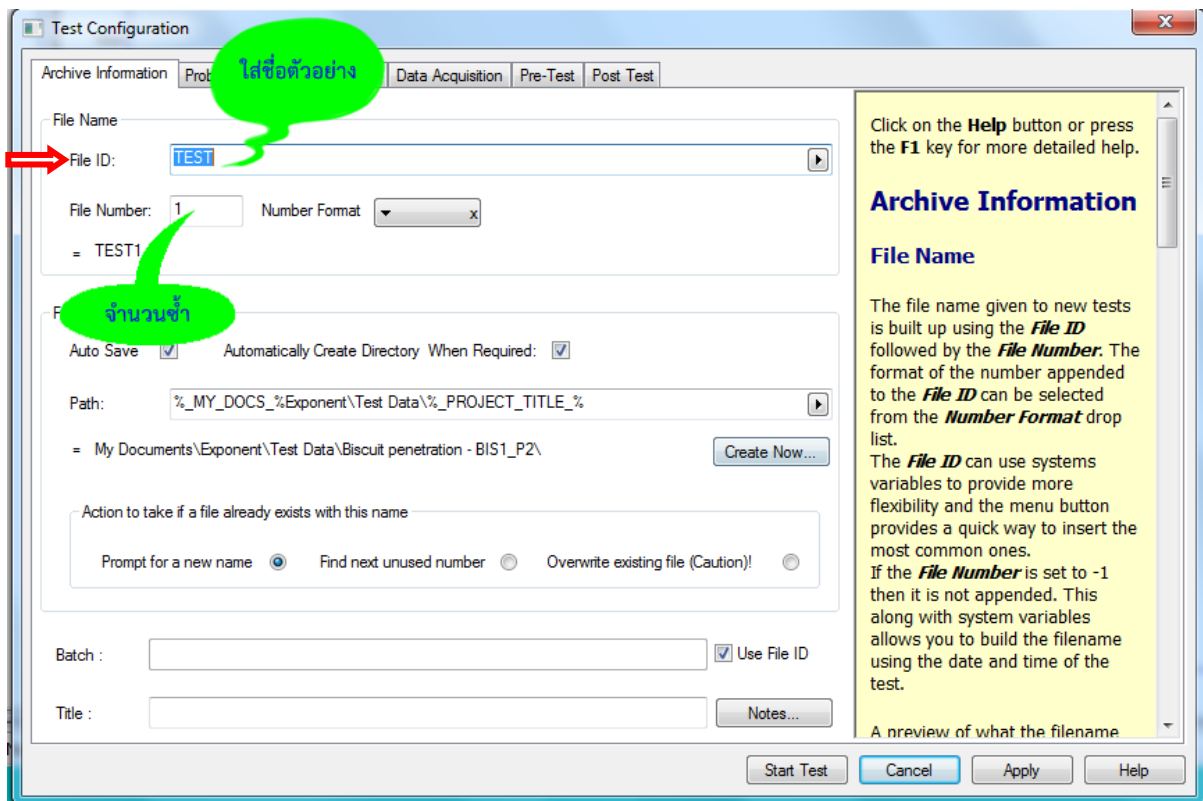 Test Configuration
x
Archive Information
Prob
ใส่ชื่อตัวอย่าง
Data Acquisition
Pre-Test
Post Test
File Name
File ID:
TEST
File Number:
1
Number Format
x
= TEST1
จำนวนซ้ำ
F
Auto Save
Automatically Create Directory When Required:
Path:
%_MY_DOCS_%Exponent\Test Data\%_PROJECT_TITLE_%
= My Documents\Exponent\Test Data\Biscuit penetration - BIS1_P2\
Create Now...
Action to take if a file already exists with this name
Prompt for a new name
Find next unused number
Overwrite existing file (Caution)!
Batch :
Use File ID
Title :
Notes...
Click on the Help button or press
the F1 key for more detailed help.
Archive Information
File Name
The file name given to new tests
is built up using the File ID
followed by the File Number. The
format of the number appended
to the File ID can be selected
from the Number Format drop
list.
The File ID can use systems
variables to provide more
flexibility and the menu button
provides a quick way to insert the
most common ones.
If the File Number is set to -1
then it is not appended. This
along with system variables
allows you to build the filename
using the date and time of the
test.
A preview of what the filename
Start Test
Cancel
Apply
Help